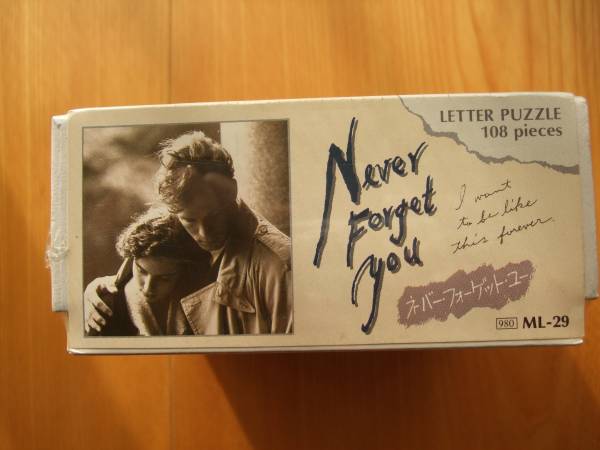 LETTER PUZZLE
108 pieces
Never
Forget
you
I want
to be like
this forever.
ネバーフォーゲット・ユー
980 ML-29